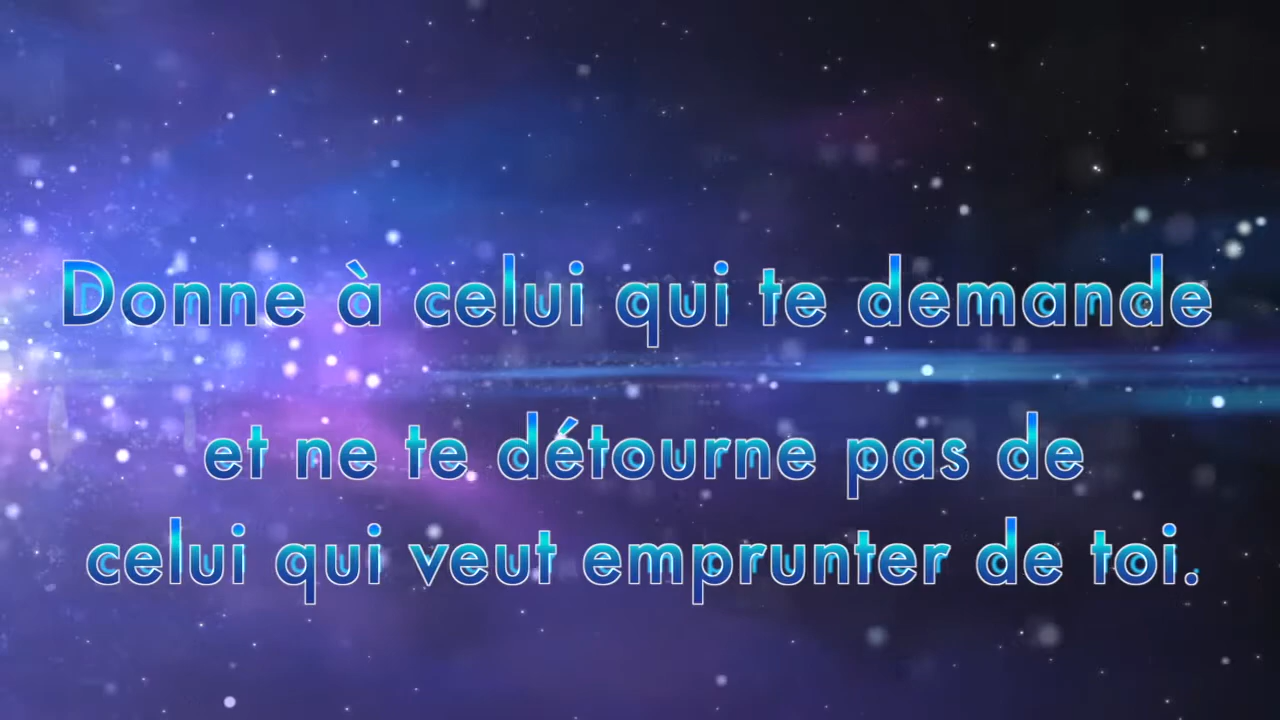 Donne à celui qui te demande
et ne te détourne pas de
celui qui veut emprunter de toi.